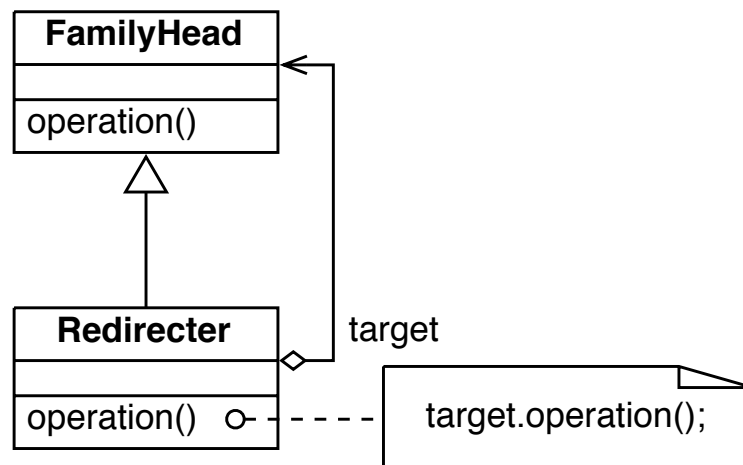 FamilyHead
operation()
Redirecter
target
operation()
target.operation();